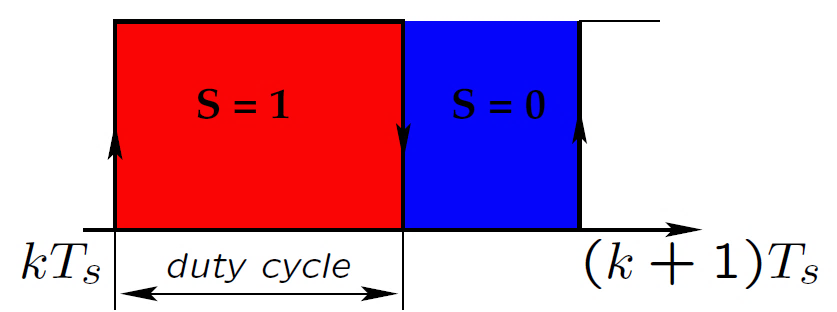 S = 1 S = 0
kTₛ duty cycle (k + 1)Tₛ